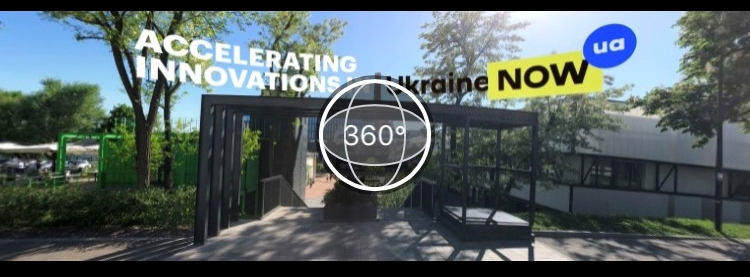 ACCELERATING
INNOVATIONS
Ukraine NOW ua
360°